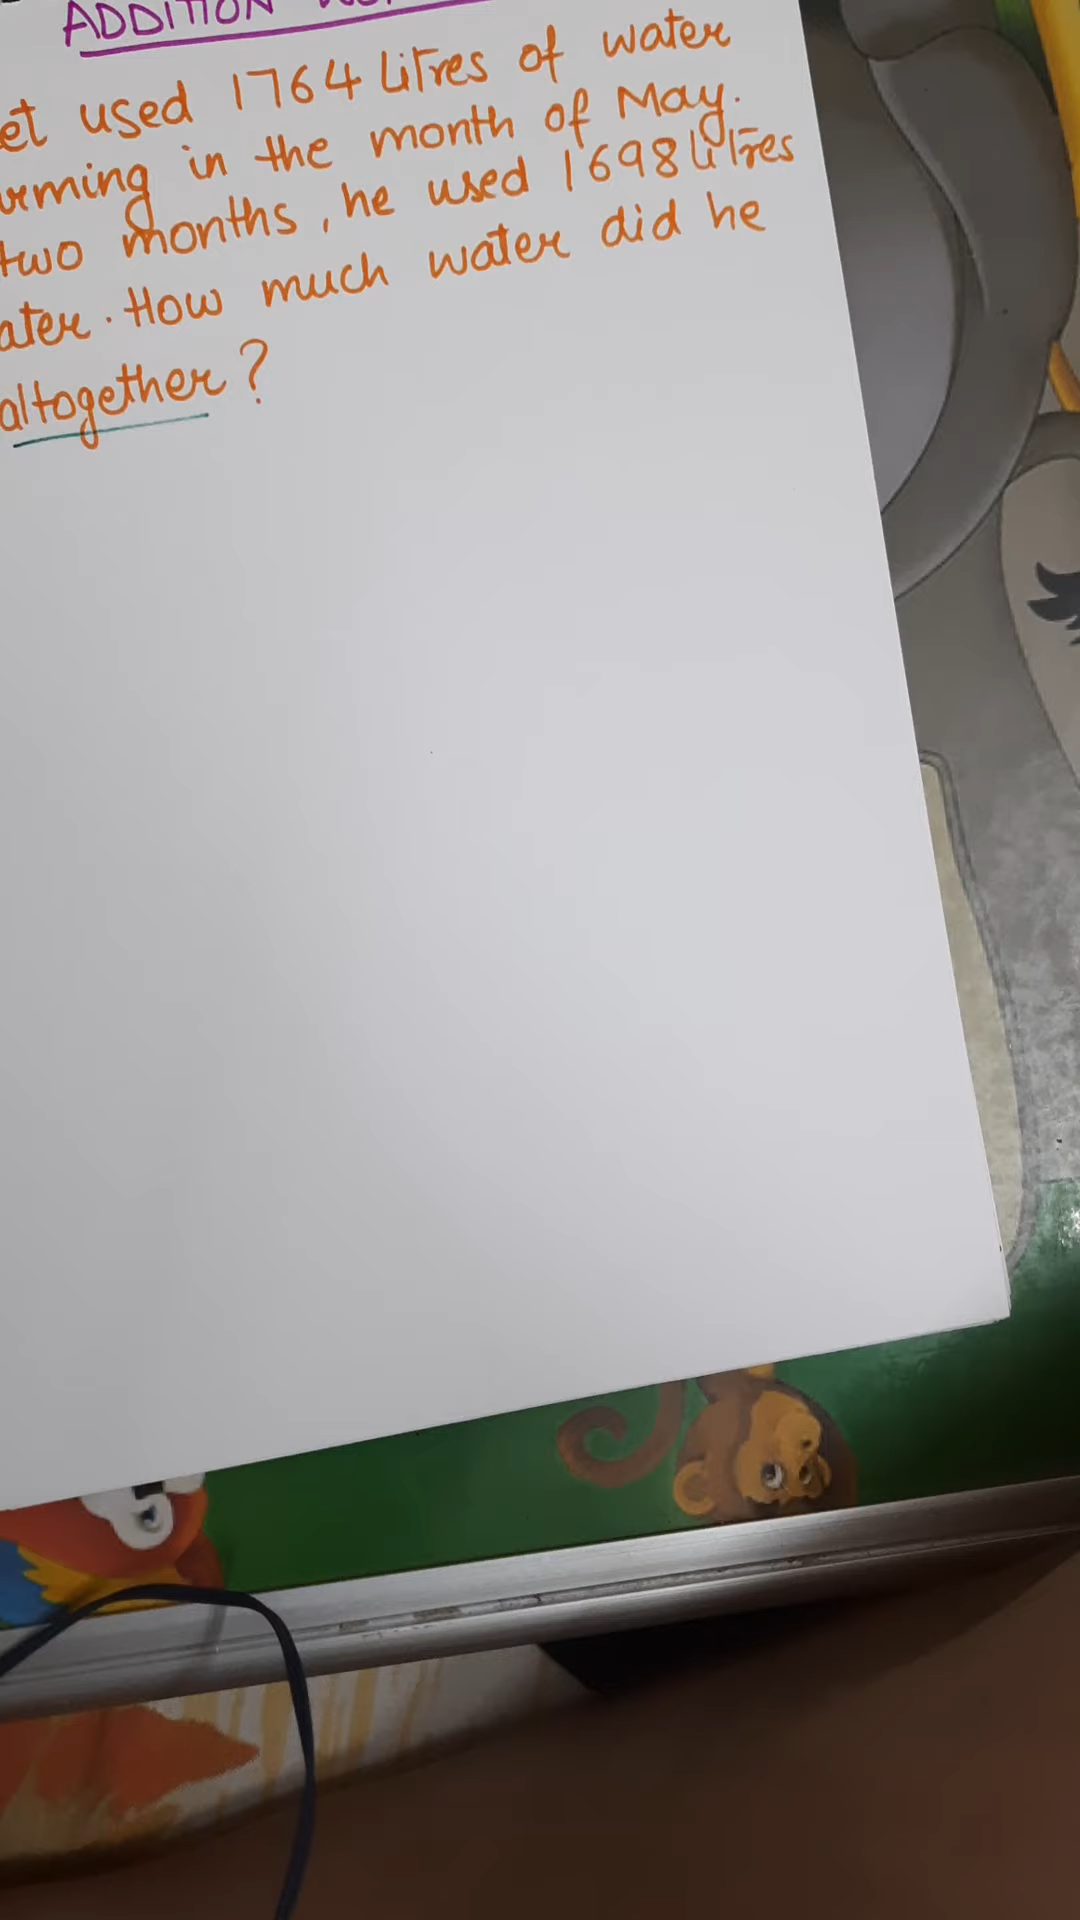 ADDITION
et used 1764 litres of water
rming in the month of May.
two months, he used 1698 litres
ater. How much water did he
altogether?